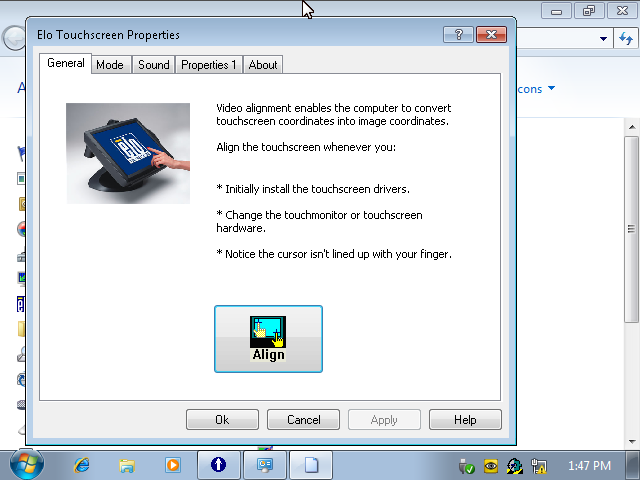 Elo Touchscreen Properties
General
Mode
Sound
Properties 1
About
cons
elo
Video alignment enables the computer to convert
touchscreen coordinates into image coordinates.
Align the touchscreen whenever you:
* Initially install the touchscreen drivers.
* Change the touchmonitor or touchscreen
hardware.
* Notice the cursor isn't lined up with your finger.
Align
Ok
Cancel
Apply
Help
1:47 PM